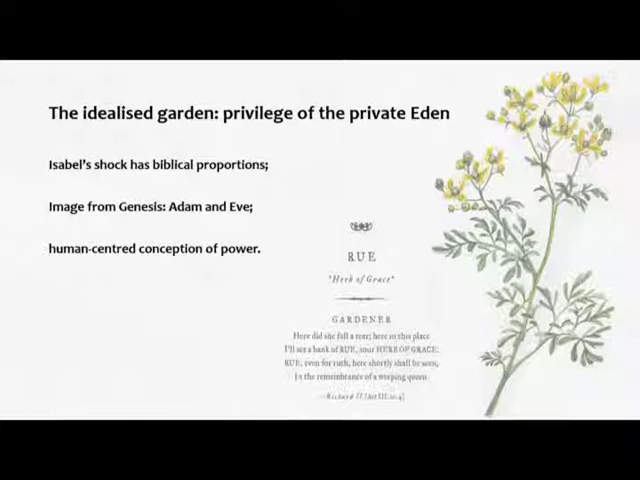 The idealised garden: privilege of the private Eden
Isabel's shock has biblical proportions;
Image from Genesis: Adam and Eve;
human-centred conception of power.
RUE
"Herb of Grace"
GARDENER
Here did she fall a tear; here in this place
I'll set a bank of RUE, sour HERB OF GRACE:
RUE, even for ruth, here shortly shall be seen,
In the remembrance of a weeping queen.
—Richard II